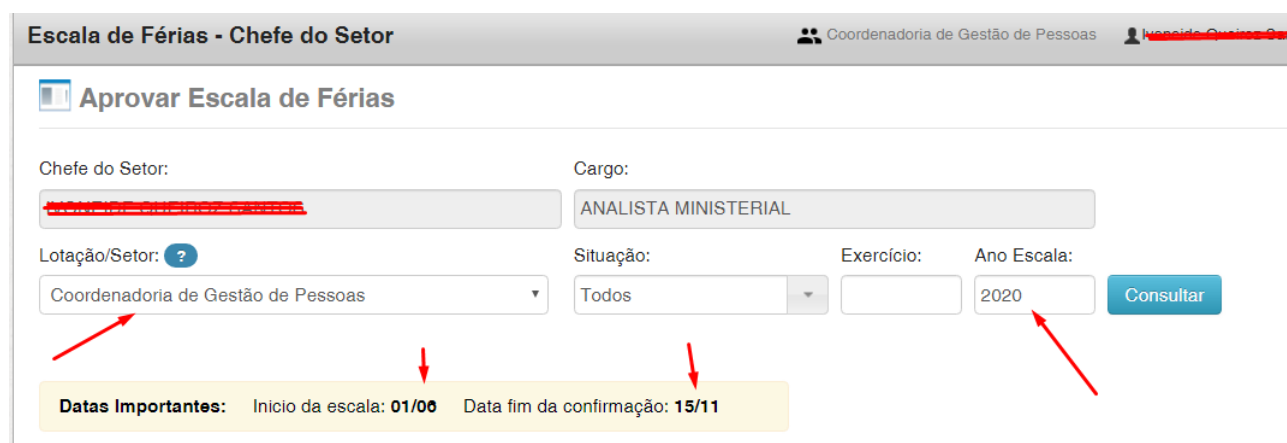 Escala de Férias - Chefe do Setor
Coordenadoria de Gestão de Pessoas
Aprovar Escala de Férias
Chefe do Setor:
Cargo:
ANALISTA MINISTERIAL
Lotação/Setor: ?
Situação:
Exercício:
Ano Escala:
Coordenadoria de Gestão de Pessoas
Todos
2020
Consultar
Datas Importantes: Inicio da escala: 01/06 Data fim da confirmação: 15/11